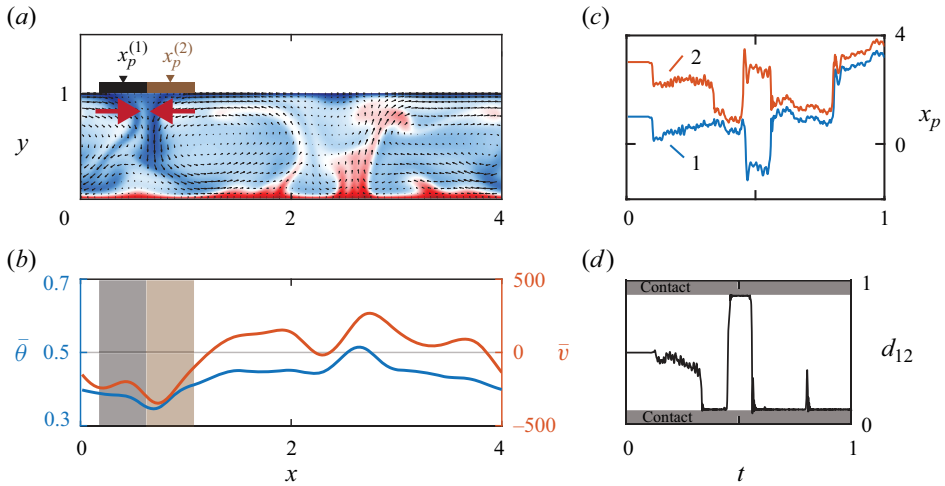 (a)
x_p^(1) x_p^(2)
1
y
0 2 4
(b)
0.7 500
θ̄ 0.5 0 v̄
0.3 −500
0 2 4
x
(c)
4
2
x_p
1 0
0 1
(d)
Contact 1
d_12
Contact 0
0 1
t